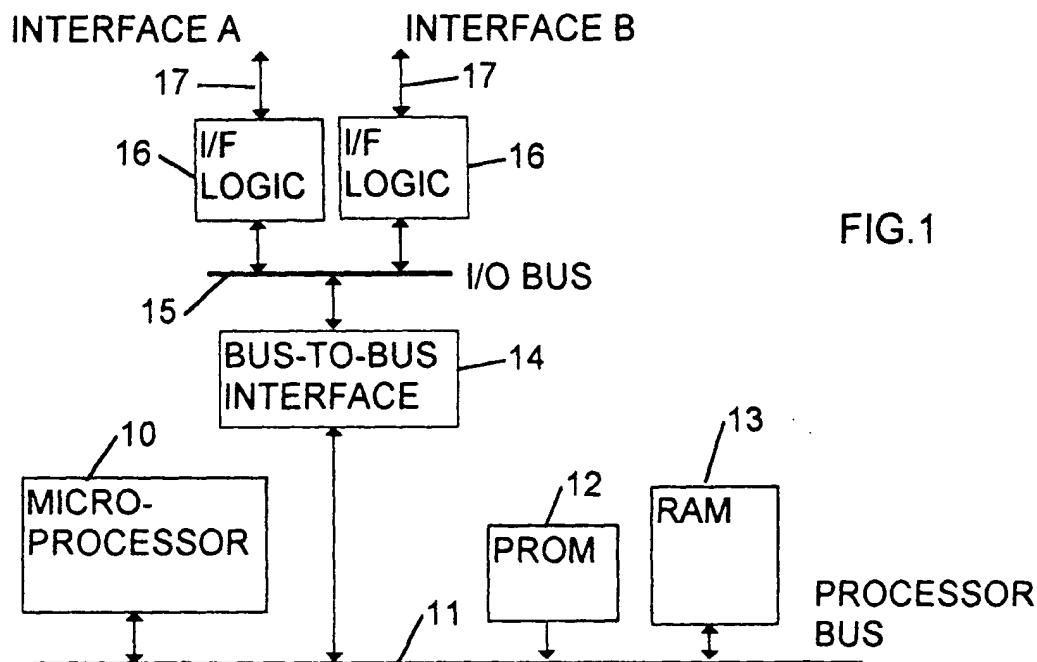 INTERFACE A
INTERFACE B
17
17
16
I/F
LOGIC
I/F
LOGIC
16
FIG.1
I/O BUS
15
BUS-TO-BUS
INTERFACE
14
10
13
MICRO-
PROCESSOR
12
PROM
RAM
11
PROCESSOR
BUS